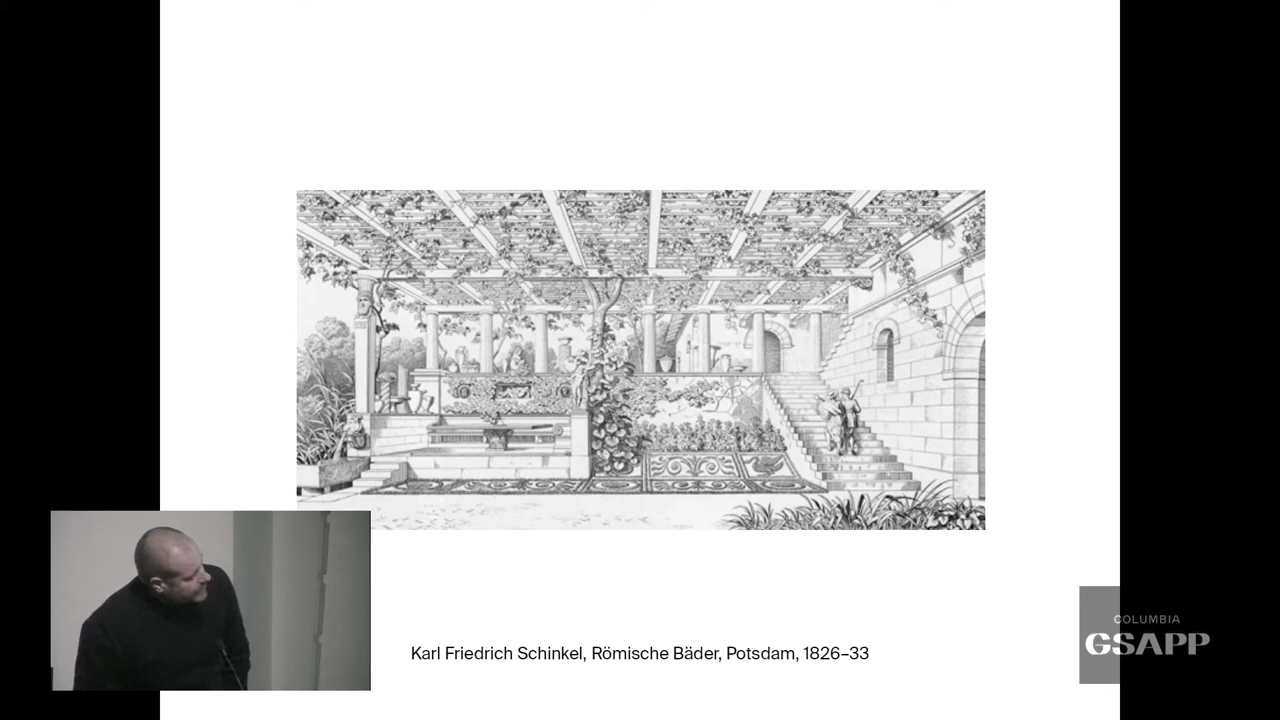 Karl Friedrich Schinkel, Römische Bäder, Potsdam, 1826–33
COLUMBIA
GSAPP